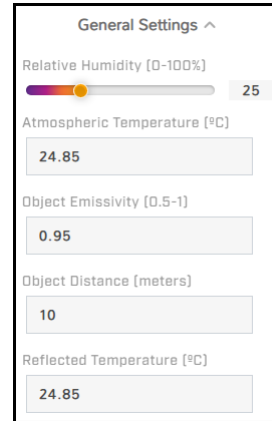 General Settings
Relative Humidity (0-100%)
25
Atmospheric Temperature (ºC)
24.85
Object Emissivity (0.5-1)
0.95
Object Distance (meters)
10
Reflected Temperature (ºC)
24.85